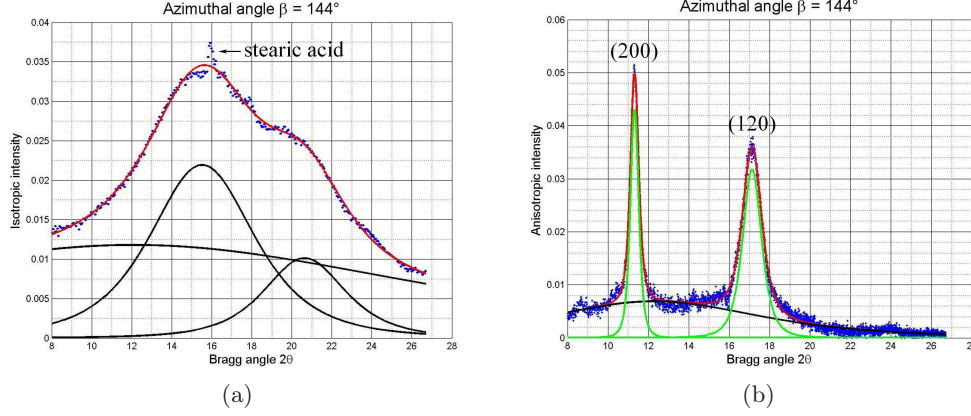 Azimuthal angle β = 144°
0.04
0.035
0.03
0.025
0.02
0.015
0.01
0.005
0
Isotropic intensity
stearic acid
8 10 12 14 16 18 20 22 24 26 28
Bragg angle 2θ
(a)
Azimuthal angle β = 144°
0.06
0.05
0.04
0.03
0.02
0.01
0
Anisotropic intensity
(200)
(120)
8 10 12 14 16 18 20 22 24 26 28
Bragg angle 2θ
(b)